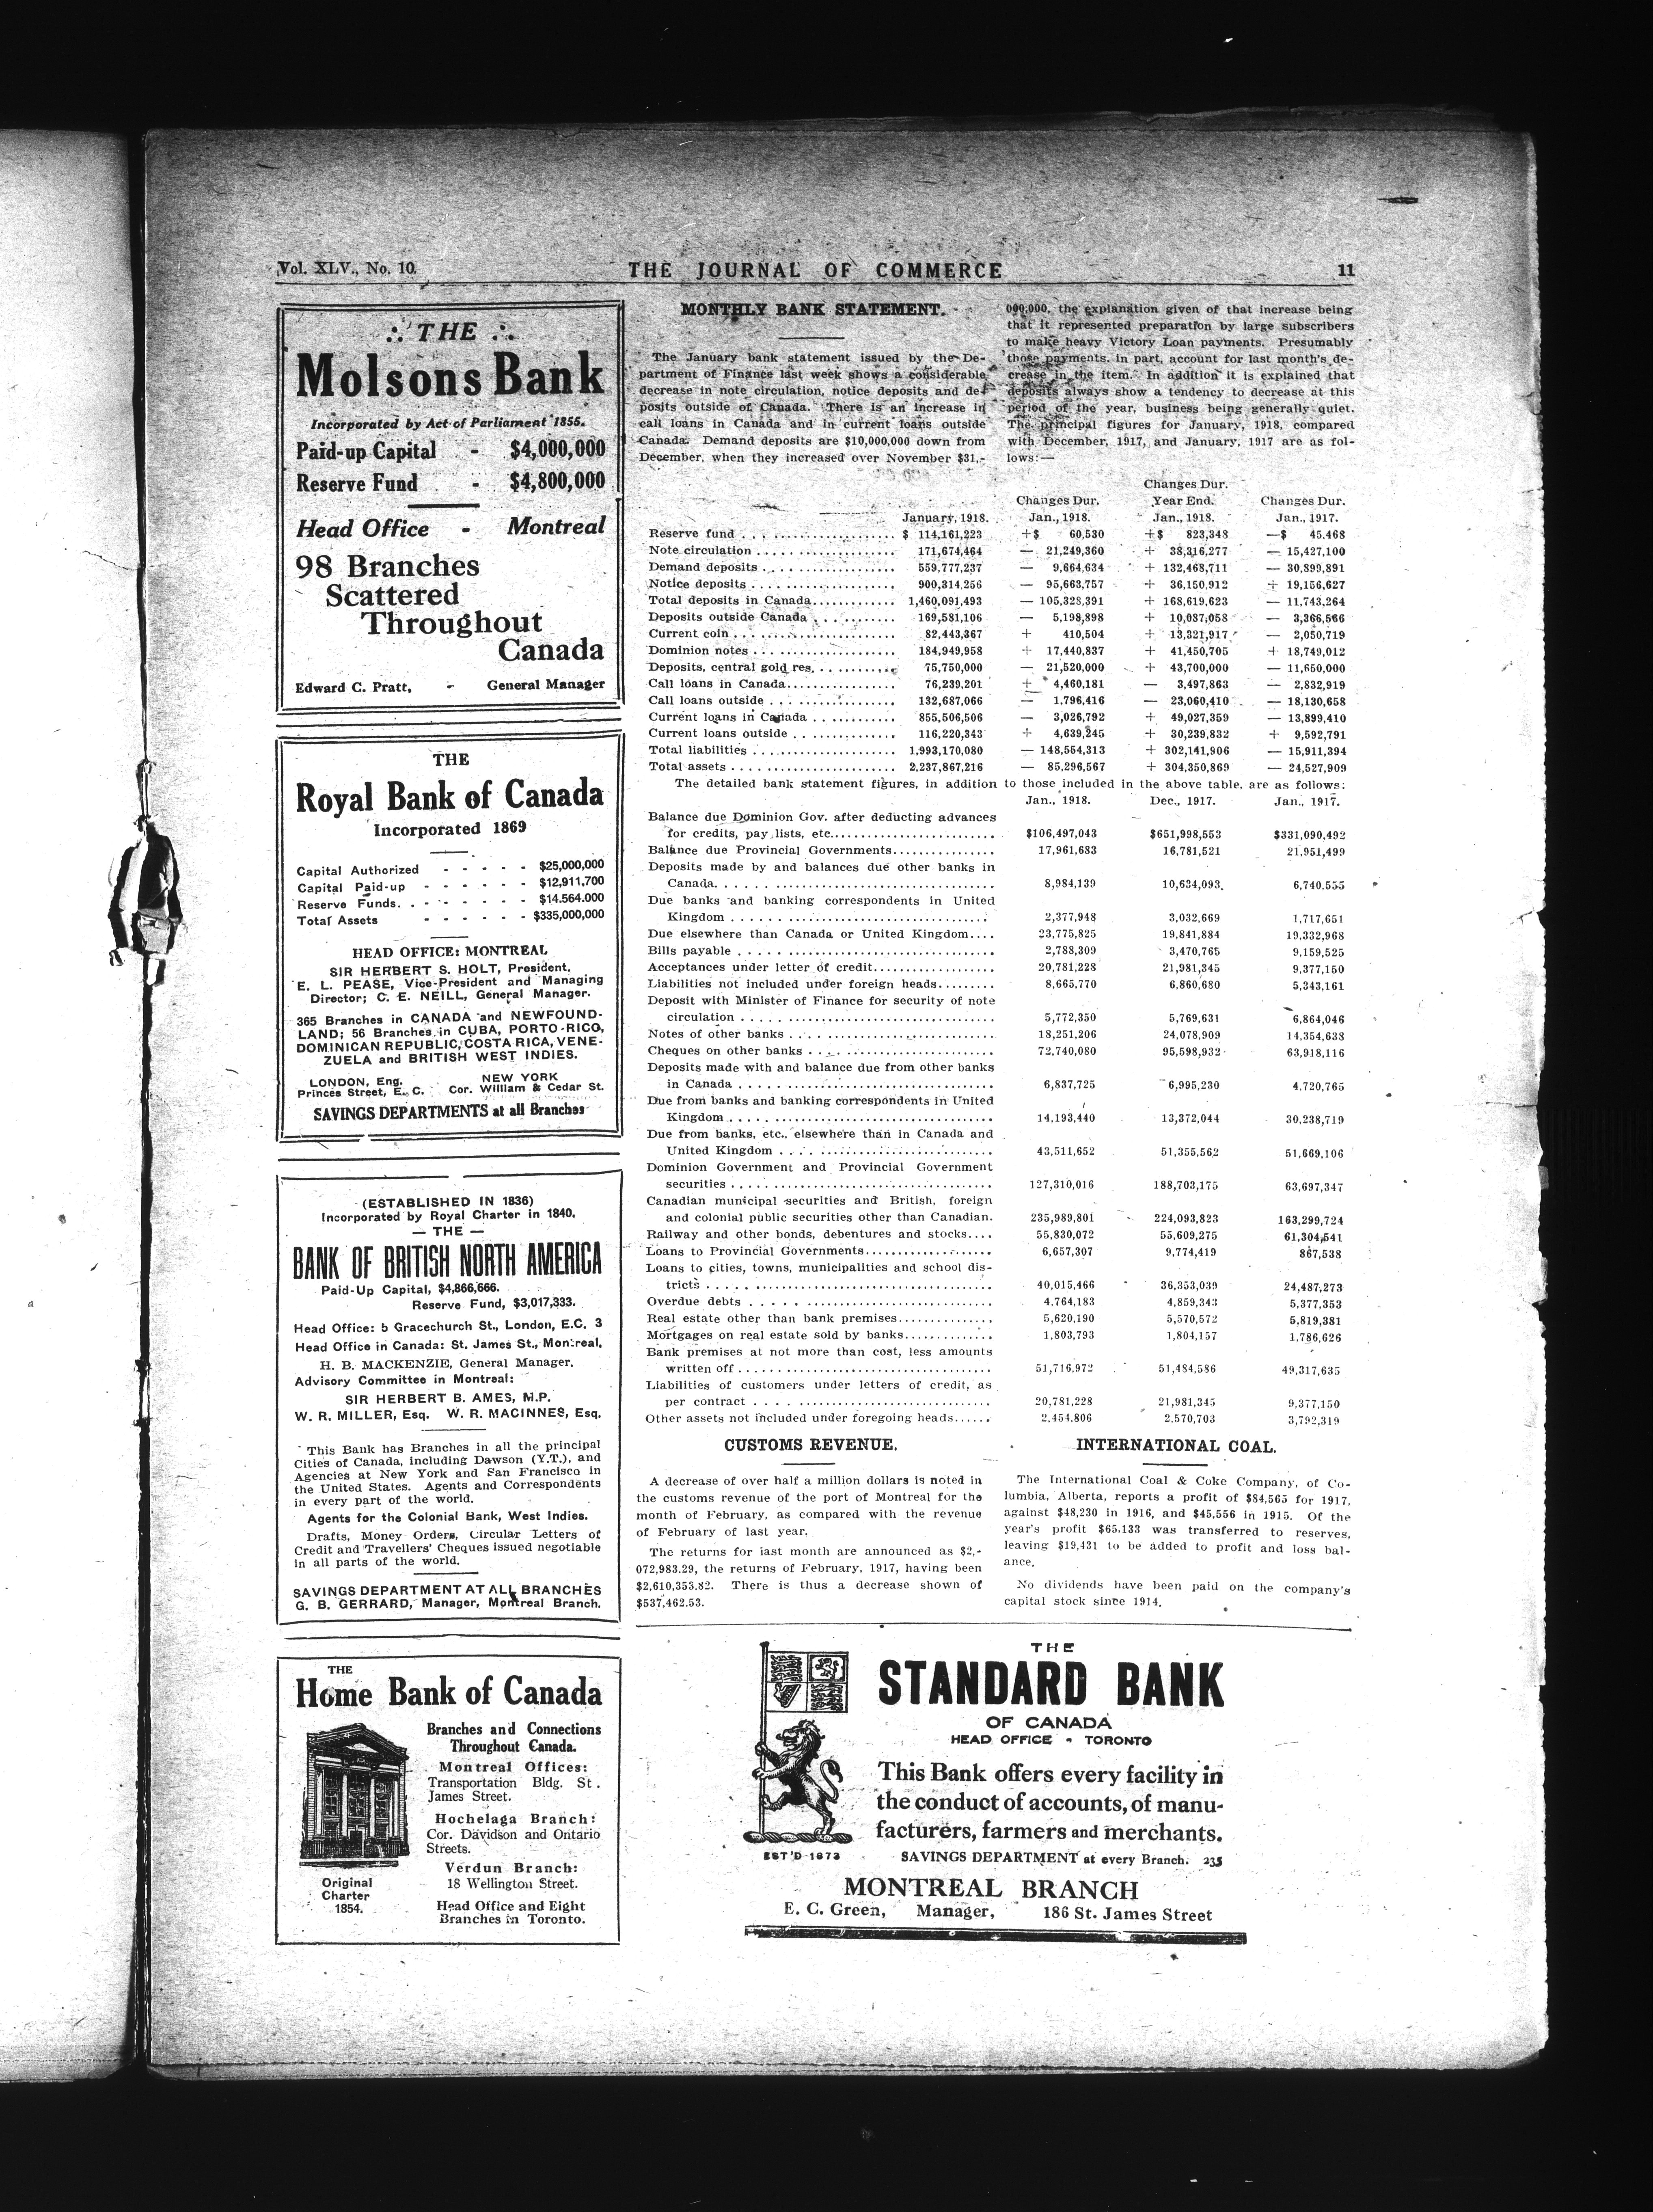 Vol. XLV., No. 10.
THE JOURNAL OF COMMERCE
11
THE
Molsons Bank
Incorporated by Act of Parliament 1855.
Paid-up Capital - $4,000,000
Reserve Fund - $4,800,000
Head Office - Montreal
98 Branches
Scattered
Throughout
Canada
Edward C. Pratt, - General Manager
THE
Royal Bank of Canada
Incorporated 1869
Capital Authorized - - - - - $25,000,000
Capital Paid-up - - - - - - $12,911,700
Reserve Funds. . - - - - - - $14.564.000
Total Assets - - - - - - $335,000,000
HEAD OFFICE: MONTREAL
SIR HERBERT S. HOLT, President.
E. L. PEASE, Vice-President and Managing
Director; C. E. NEILL, General Manager.
365 Branches in CANADA and NEWFOUND-
LAND; 56 Branches in CUBA, PORTO RICO,
DOMINICAN REPUBLIC, COSTA RICA, VENE-
ZUELA and BRITISH WEST INDIES.
LONDON, Eng. NEW YORK
Princes Street, E. C. Cor. William & Cedar St.
SAVINGS DEPARTMENTS at all Branches
(ESTABLISHED IN 1836)
Incorporated by Royal Charter in 1840.
— THE —
BANK OF BRITISH NORTH AMERICA
Paid-Up Capital, $4,866,666.
Reserve Fund, $3,017,333.
Head Office: 5 Gracechurch St., London, E.C. 3
Head Office in Canada: St. James St., Montreal.
H. B. MACKENZIE, General Manager.
Advisory Committee in Montreal:
SIR HERBERT B. AMES, M.P.
W. R. MILLER, Esq. W. R. MACINNES, Esq.
This Bank has Branches in all the principal
Cities of Canada, including Dawson (Y.T.), and
Agencies at New York and San Francisco in
the United States. Agents and Correspondents
in every part of the world.
Agents for the Colonial Bank, West Indies.
Drafts, Money Orders, Circular Letters of
Credit and Travellers' Cheques issued negotiable
in all parts of the world.
SAVINGS DEPARTMENT AT ALL BRANCHES
G. B. GERRARD, Manager, Montreal Branch.
THE
Home Bank of Canada
Branches and Connections
Throughout Canada.
Montreal Offices:
Transportation Bldg. St.
James Street.
Hochelaga Branch:
Cor. Davidson and Ontario
Streets.
Verdun Branch:
18 Wellington Street.
Head Office and Eight
Branches in Toronto.
Original
Charter
1854.
MONTHLY BANK STATEMENT.
The January bank statement issued by the De-
partment of Finance last week shows a considerable
decrease in note circulation, notice deposits and de-
posits outside of Canada. There is an increase in
call loans in Canada and in current loans outside
Canada. Demand deposits are $10,000,000 down from
December, when they increased over November $31,-
000,000, the explanation given of that increase being
that it represented preparation by large subscribers
to make heavy Victory Loan payments. Presumably
those payments, in part, account for last month's de-
crease in the item. In addition it is explained that
deposits always show a tendency to decrease at this
period of the year, business being generally quiet.
The principal figures for January, 1918, compared
with December, 1917, and January, 1917 are as fol-
lows:—
Changes Dur.
Changes Dur. Year End. Changes Dur.
January, 1918. Jan., 1918. Jan., 1918. Jan., 1917.
Reserve fund . . . $ 114,161,223 +$ 60,530 +$ 823,348 —$ 45,468
Note circulation . . . 171,674,464 — 21,249,360 + 38,316,277 — 15,427,100
Demand deposits . . . 559,777,237 — 9,664,634 + 132,468,711 — 30,899,891
Notice deposits . . . 900,314,256 — 95,663,757 + 36,150,912 + 19,156,627
Total deposits in Canada . . . 1,460,091,493 — 105,328,391 + 168,619,623 — 11,743,264
Deposits outside Canada . . . 169,581,106 — 5,198,898 + 10,087,058 — 3,366,566
Current coin . . . 82,443,367 + 410,504 + 13,321,917 — 2,050,719
Dominion notes . . . 184,949,958 + 17,440,837 + 41,450,705 + 18,749,012
Deposits, central gold res. . . . 75,750,000 — 21,520,000 + 43,700,000 — 11,650,000
Call loans in Canada . . . 76,239,201 + 4,460,181 — 3,497,863 — 2,832,919
Call loans outside . . . 132,687,066 — 1,796,416 — 23,060,410 — 18,130,658
Current loans in Canada . . . 855,506,506 — 3,026,792 + 49,027,359 — 13,899,410
Current loans outside . . . 116,220,343 + 4,639,245 + 30,239,832 + 9,592,791
Total liabilities . . . 1,993,170,080 — 148,554,313 + 302,141,906 — 15,911,394
Total assets . . . 2,237,867,216 — 85,296,567 + 304,350,869 — 24,527,909
The detailed bank statement figures, in addition to those included in the above table, are as follows:
Jan., 1918. Dec., 1917. Jan., 1917.
Balance due Dominion Gov. after deducting advances
for credits, pay lists, etc. . . . $106,497,043 $651,998,553 $331,090,492
Balance due Provincial Governments . . . 17,961,683 16,781,521 21,951,499
Deposits made by and balances due other banks in
Canada. . . . 8,984,139 10,634,093. 6,740.555
Due banks and banking correspondents in United
Kingdom . . . 2,377,948 3,032,669 1,717,651
Due elsewhere than Canada or United Kingdom.... 23,775,825 19,841,884 19,332,968
Bills payable . . . 2,788,309 3,470,765 9,159,525
Acceptances under letter of credit . . . 20,781,228 21,981,345 9,377,150
Liabilities not included under foreign heads . . . 8,665,770 6,860,680 5,343,161
Deposit with Minister of Finance for security of note
circulation . . . 5,772,350 5,769,631 6,864,046
Notes of other banks . . . 18,251,206 24,078,909 14,354,638
Cheques on other banks . . . 72,740,080 95,598,932 63,918,116
Deposits made with and balance due from other banks
in Canada . . . 6,837,725 6,995,230 4,720,765
Due from banks and banking correspondents in United
Kingdom . . . 14,193,440 13,372,044 30,238,719
Due from banks, etc., elsewhere than in Canada and
United Kingdom . . . 43,511,652 51,355,562 51,669,106
Dominion Government and Provincial Government
securities . . . 127,310,016 188,703,175 63,697,347
Canadian municipal securities and British, foreign
and colonial public securities other than Canadian. 235,989,801 224,093,823 163,299,724
Railway and other bonds, debentures and stocks.... 55,830,072 55,609,275 61,304,541
Loans to Provincial Governments . . . 6,657,307 9,774,419 867,538
Loans to cities, towns, municipalities and school dis-
tricts . . . 40,015,466 36,353,039 24,487,273
Overdue debts . . . 4,764,183 4,859,343 5,377,353
Real estate other than bank premises . . . 5,620,190 5,570,572 5,819,381
Mortgages on real estate sold by banks . . . 1,803,793 1,804,157 1,786,626
Bank premises at not more than cost, less amounts
written off . . . 51,716,972 51,484,586 49,317,635
Liabilities of customers under letters of credit, as
per contract . . . 20,781,228 21,981,345 9,377,150
Other assets not included under foregoing heads . . . 2,454,806 2,570,703 3,792,319
CUSTOMS REVENUE.
A decrease of over half a million dollars is noted in
the customs revenue of the port of Montreal for the
month of February, as compared with the revenue
of February of last year.
The returns for last month are announced as $2,-
072,983.29, the returns of February, 1917, having been
$2,610,353.82. There is thus a decrease shown of
$537,462.53.
INTERNATIONAL COAL.
The International Coal & Coke Company, of Co-
lumbia, Alberta, reports a profit of $84,565 for 1917,
against $48,230 in 1916, and $45,556 in 1915. Of the
year's profit $65,133 was transferred to reserves,
leaving $19,431 to be added to profit and loss bal-
ance.
No dividends have been paid on the company's
capital stock since 1914.
THE
STANDARD BANK
OF CANADA
HEAD OFFICE - TORONTO
This Bank offers every facility in
the conduct of accounts, of manu-
facturers, farmers and merchants.
EST'D 1873
SAVINGS DEPARTMENT at every Branch. 235
MONTREAL BRANCH
E. C. Green, Manager, 186 St. James Street